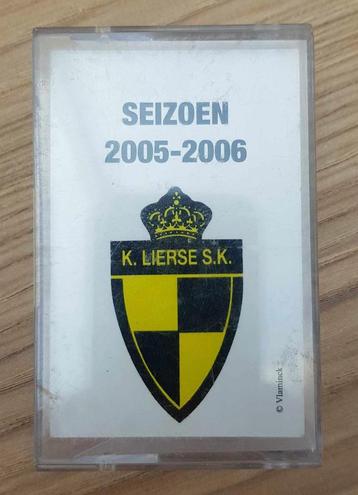 SEIZOEN
2005-2006
K. LIERSE S.K.
© Vlaminck